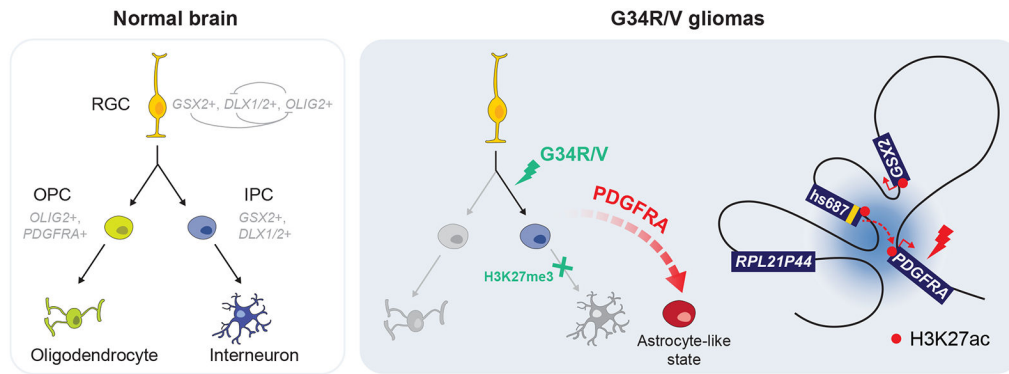 Normal brain
G34R/V gliomas
RGC
GSX2+, DLX1/2+, OLIG2+
OPC
OLIG2+,
PDGFRA+
IPC
GSX2+,
DLX1/2+
Oligodendrocyte
Interneuron
G34R/V
PDGFRA
H3K27me3
Astrocyte-like
state
GSX2
hs687
RPL21P44
PDGFRA
H3K27ac